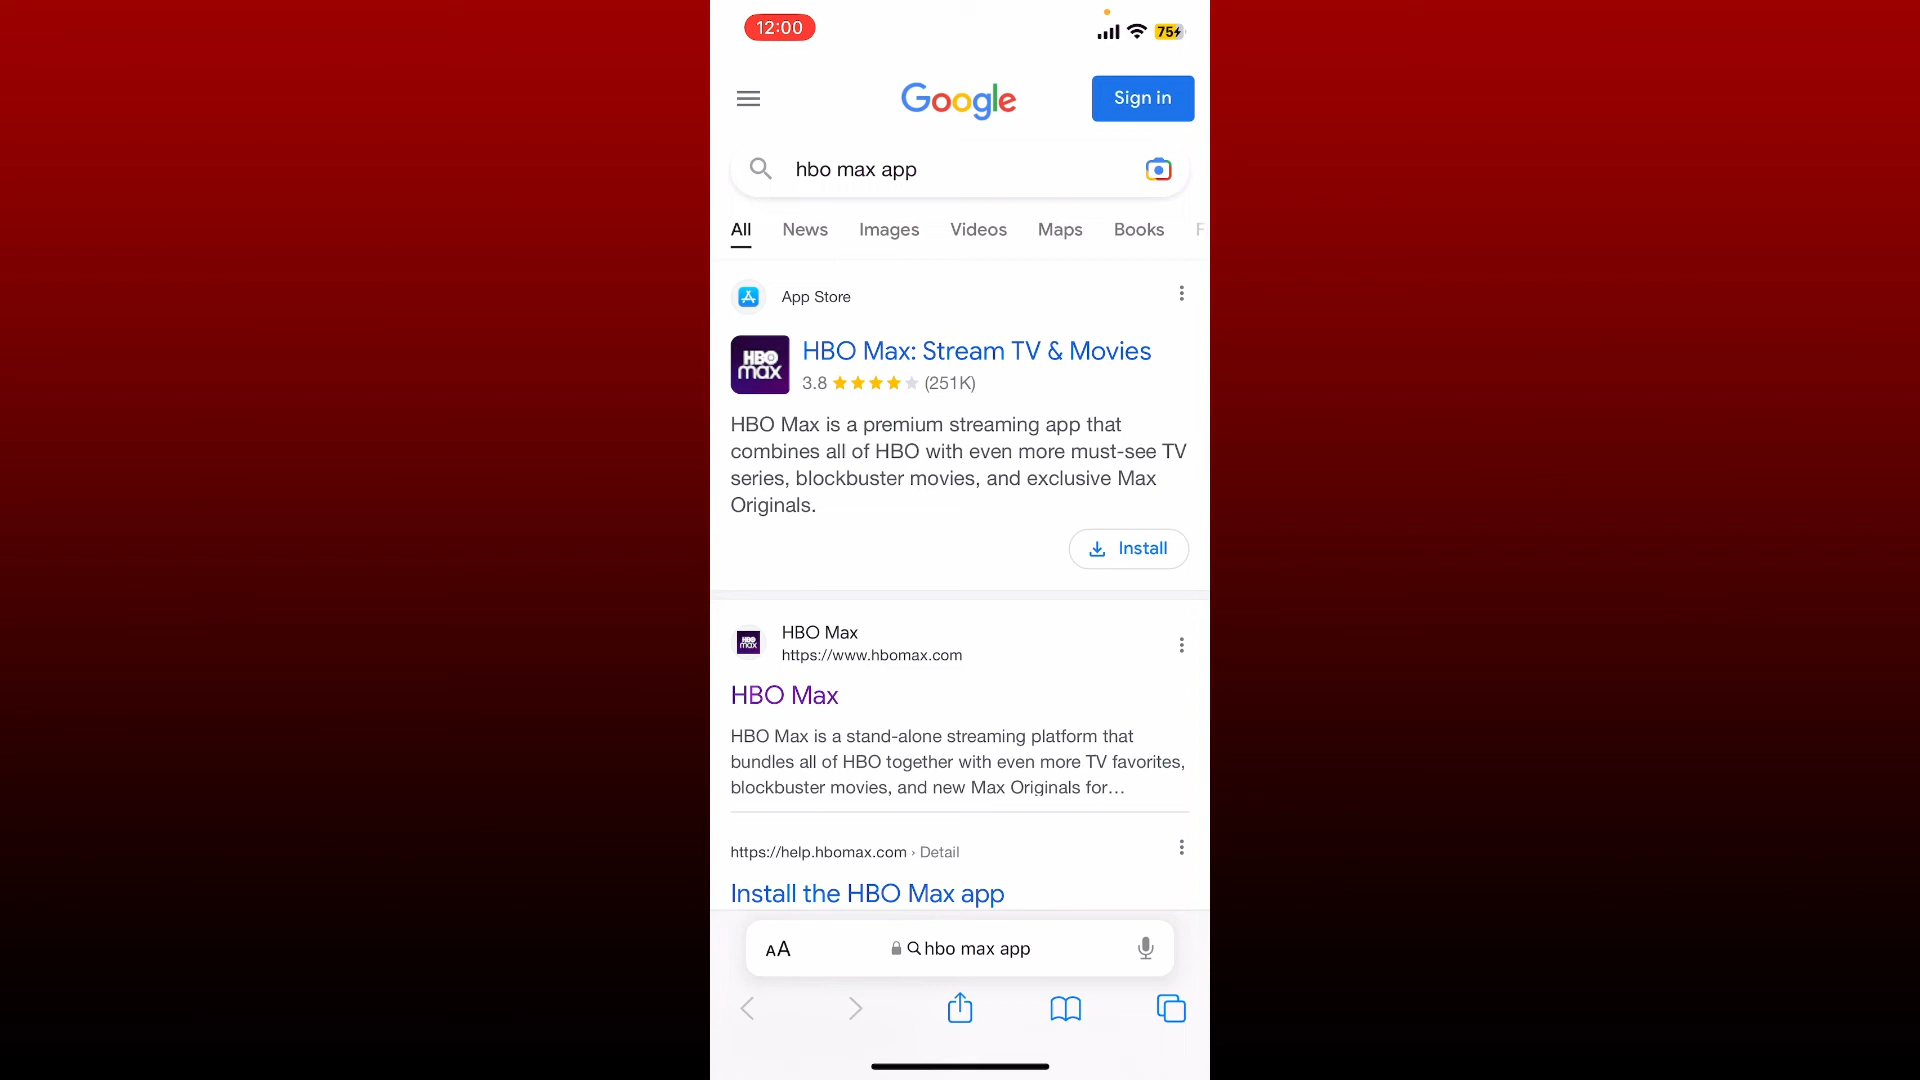 12:00
75
Google
Sign in
hbo max app
All News Images Videos Maps Books F
App Store
HBO max
HBO Max: Stream TV & Movies
3.8 (251K)
HBO Max is a premium streaming app that
combines all of HBO with even more must-see TV
series, blockbuster movies, and exclusive Max
Originals.
Install
HBO max
HBO Max
https://www.hbomax.com
HBO Max
HBO Max is a stand-alone streaming platform that
bundles all of HBO together with even more TV favorites,
blockbuster movies, and new Max Originals for...
https://help.hbomax.com › Detail
Install the HBO Max app
AA hbo max app